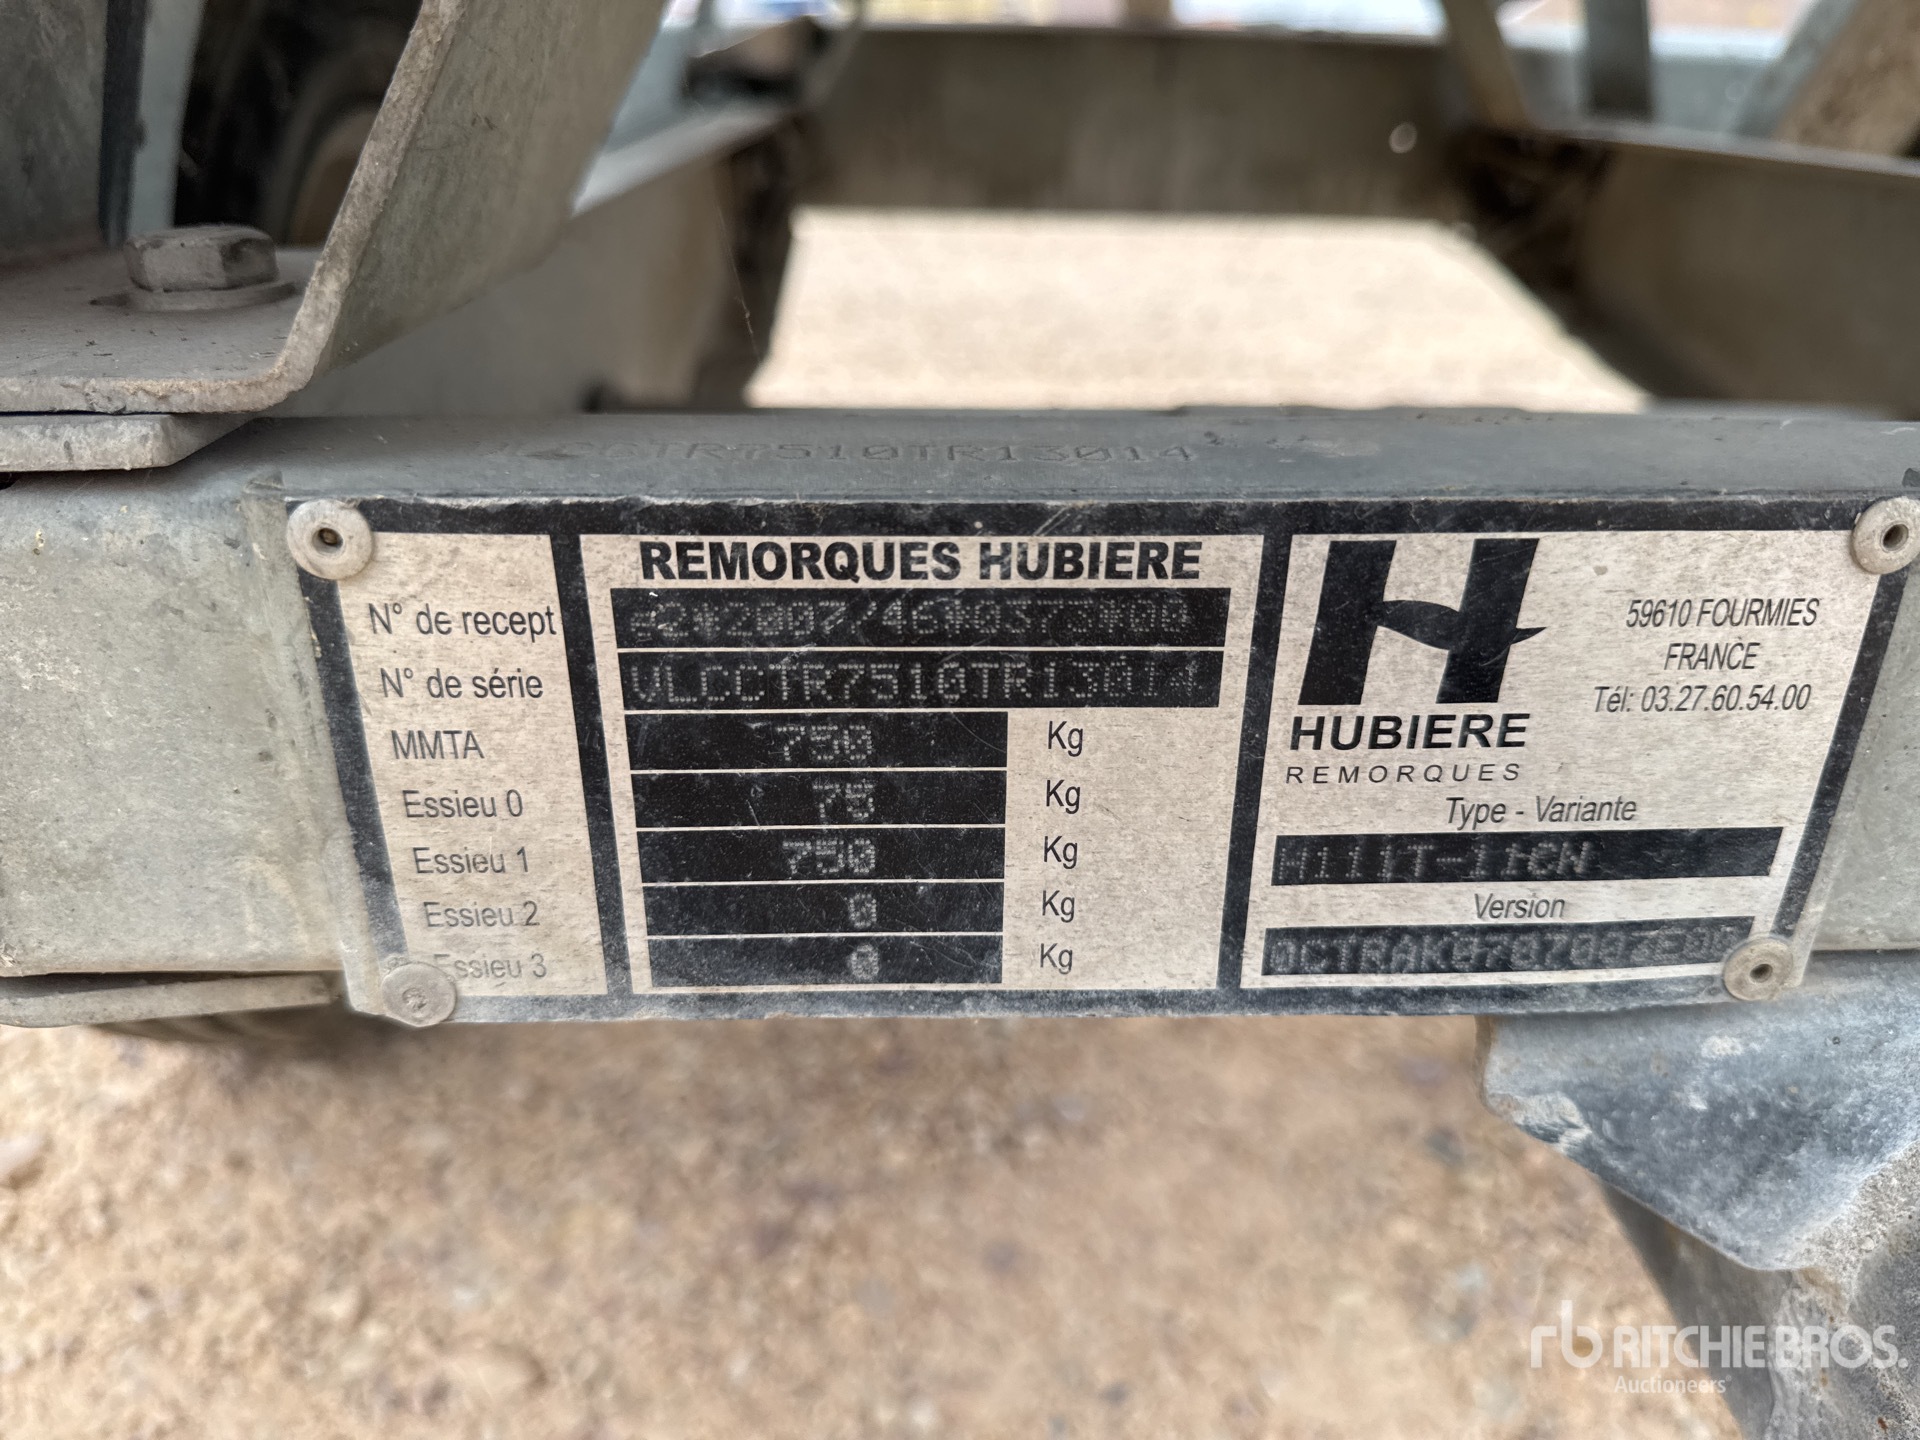 CCTR7510TR13014
REMORQUES HUBIERE
N° de recept e2*2007/46*0373*00
N° de série VLCCTR7510TR13014
MMTA 750 Kg
Essieu 0 75 Kg
Essieu 1 750 Kg
Essieu 2 0 Kg
Essieu 3 0 Kg
H
HUBIERE
REMORQUES
59610 FOURMIES
FRANCE
Tél: 03.27.60.54.00
Type - Variante
Version
rb RITCHIE BROS.
Auctioneers